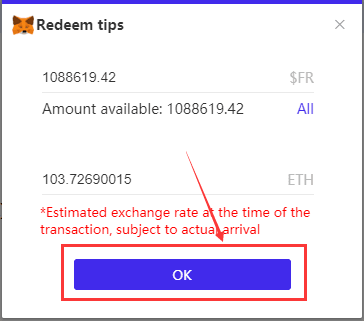 Redeem tips
1088619.42 $FR
Amount available: 1088619.42 All
103.72690015 ETH
*Estimated exchange rate at the time of the
transaction, subject to actual arrival
OK